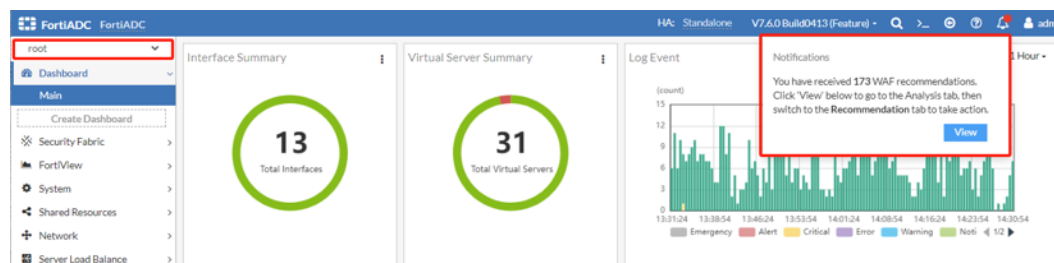 FortiADC FortiADC
HA: Standalone V7.6.0 Build0413 (Feature)
root
Dashboard
Main
Create Dashboard
Security Fabric
FortiView
System
Shared Resources
Network
Server Load Balance
Interface Summary
13
Total Interfaces
Virtual Server Summary
31
Total Virtual Servers
Log Event
1 Hour
(count)
15
12
9
6
3
0
13:31:24 13:38:54 13:46:24 13:53:54 14:01:24 14:08:54 14:16:24 14:23:54 14:30:54
Emergency Alert Critical Error Warning Noti 1/2
Notifications
You have received 173 WAF recommendations.
Click 'View' below to go to the Analysis tab, then
switch to the Recommendation tab to take action.
View